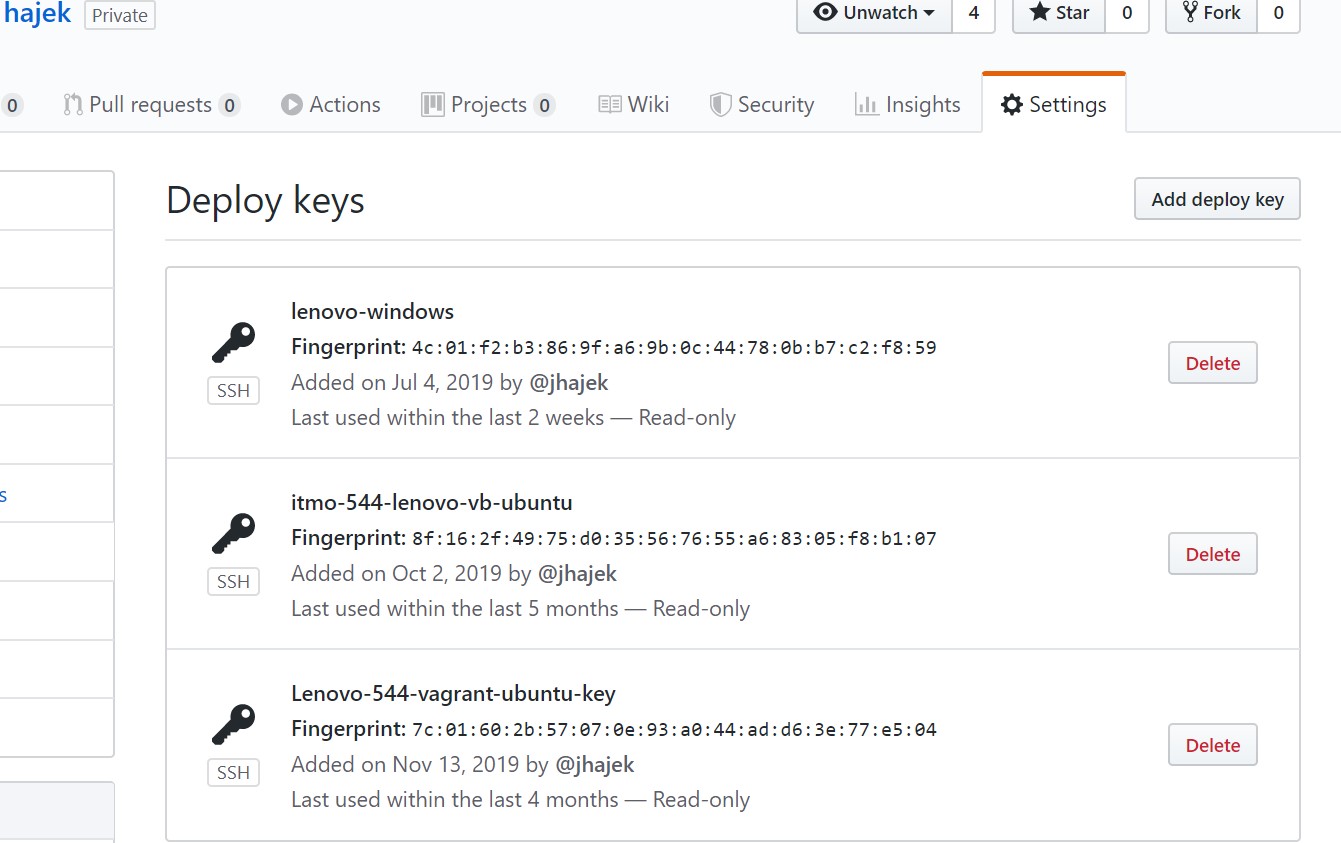 hajek Private Unwatch 4 Star 0 Fork 0
0 Pull requests 0 Actions Projects 0 Wiki Security Insights Settings
Deploy keys Add deploy key
lenovo-windows
Fingerprint: 4c:01:f2:b3:86:9f:a6:9b:0c:44:78:0b:b7:c2:f8:59
SSH Delete
Added on Jul 4, 2019 by @jhajek
Last used within the last 2 weeks — Read-only
s
itmo-544-lenovo-vb-ubuntu
Fingerprint: 8f:16:2f:49:75:d0:35:56:76:55:a6:83:05:f8:b1:07
SSH Delete
Added on Oct 2, 2019 by @jhajek
Last used within the last 5 months — Read-only
Lenovo-544-vagrant-ubuntu-key
Fingerprint: 7c:01:60:2b:57:07:0e:93:a0:44:ad:d6:3e:77:e5:04
SSH Delete
Added on Nov 13, 2019 by @jhajek
Last used within the last 4 months — Read-only